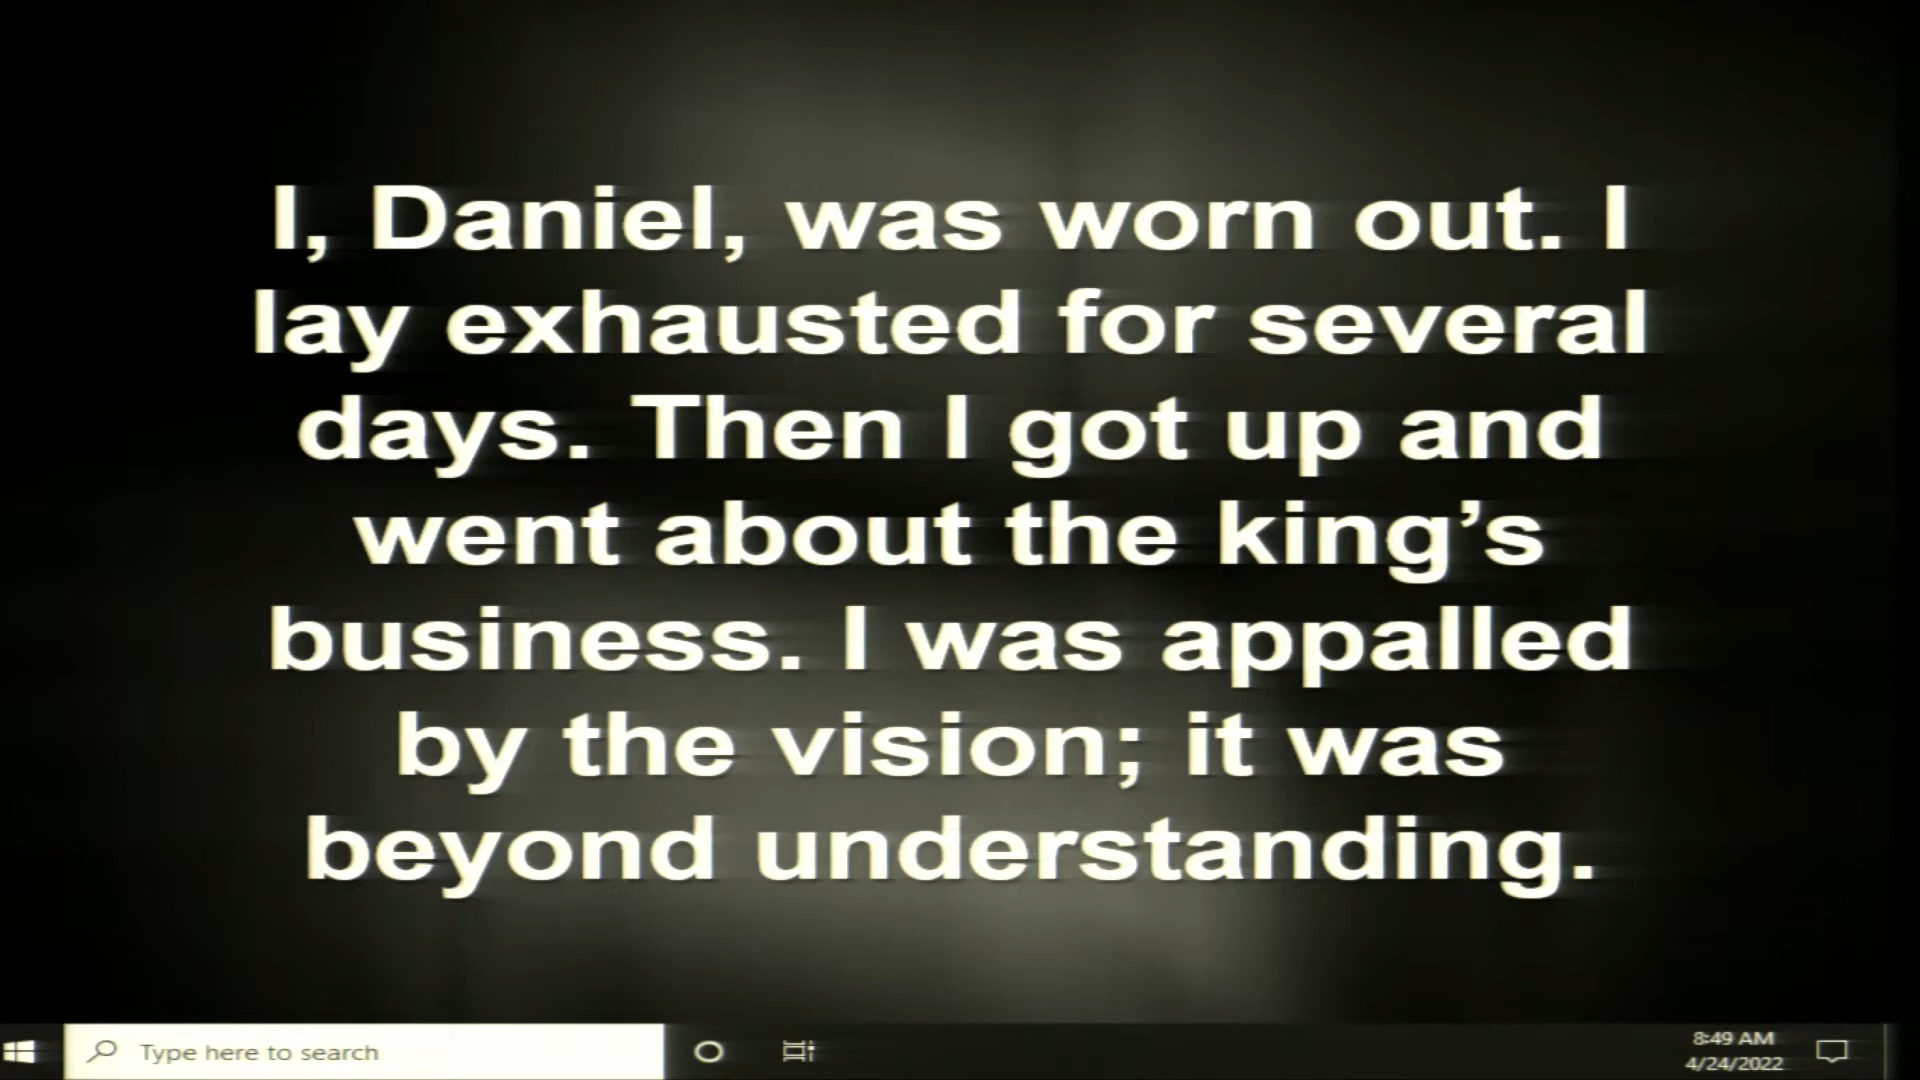 I, Daniel, was worn out. I
lay exhausted for several
days. Then I got up and
went about the king’s
business. I was appalled
by the vision; it was
beyond understanding.
Type here to search
8:49 AM
4/24/2022